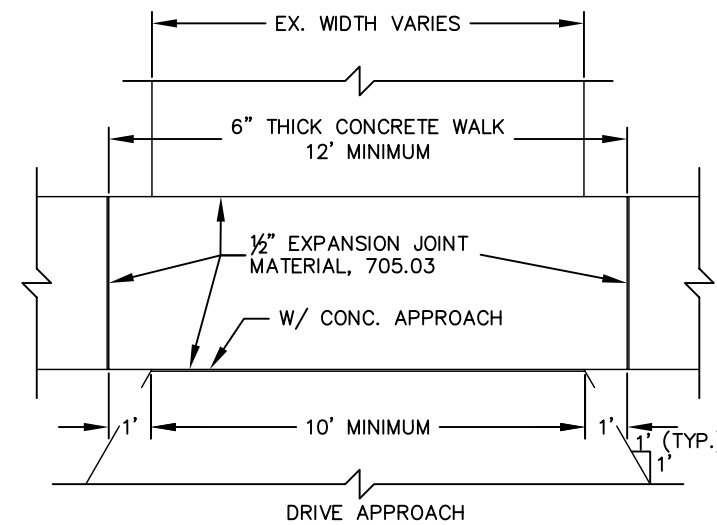 EX. WIDTH VARIES
6" THICK CONCRETE WALK
12' MINIMUM
½" EXPANSION JOINT
MATERIAL, 705.03
W/ CONC. APPROACH
1'
10' MINIMUM
1'
1' (TYP.)
1'
DRIVE APPROACH